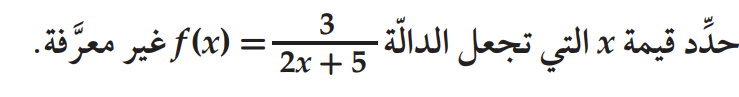 حدِّد قيمة x التي تجعل الدالّة f(x) = 3/(2x + 5) غير معرَّفة.